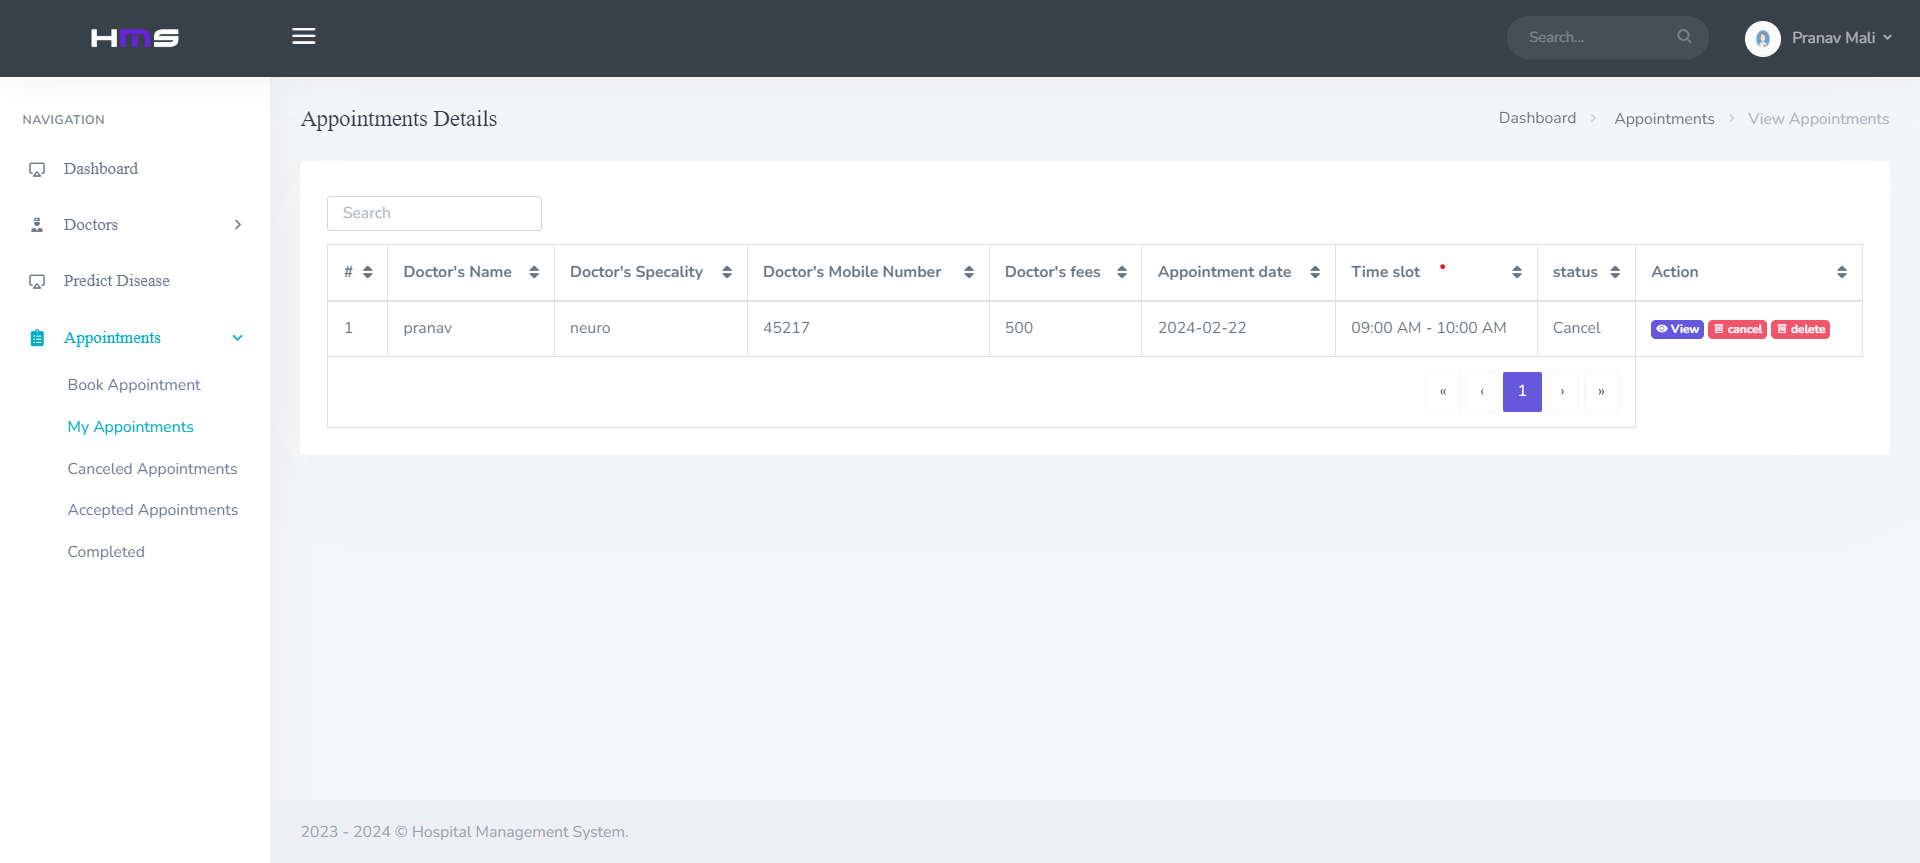 HMS
Search...
Pranav Mali
NAVIGATION
Dashboard
Doctors
Predict Disease
Appointments
Book Appointment
My Appointments
Canceled Appointments
Accepted Appointments
Completed
Appointments Details
Dashboard > Appointments > View Appointments
Search
# Doctor's Name Doctor's Specality Doctor's Mobile Number Doctor's fees Appointment date Time slot status Action
1 pranav neuro 45217 500 2024-02-22 09:00 AM - 10:00 AM Cancel View cancel delete
« ‹ 1 › »
2023 - 2024 © Hospital Management System.